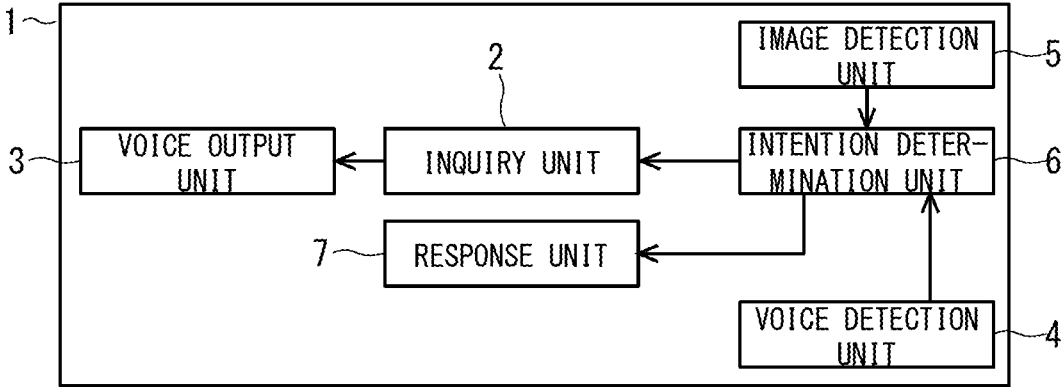 1
IMAGE DETECTION
UNIT
5
2
VOICE OUTPUT
UNIT
3
INQUIRY UNIT
INTENTION DETER-
MINATION UNIT
6
7
RESPONSE UNIT
VOICE DETECTION
UNIT
4